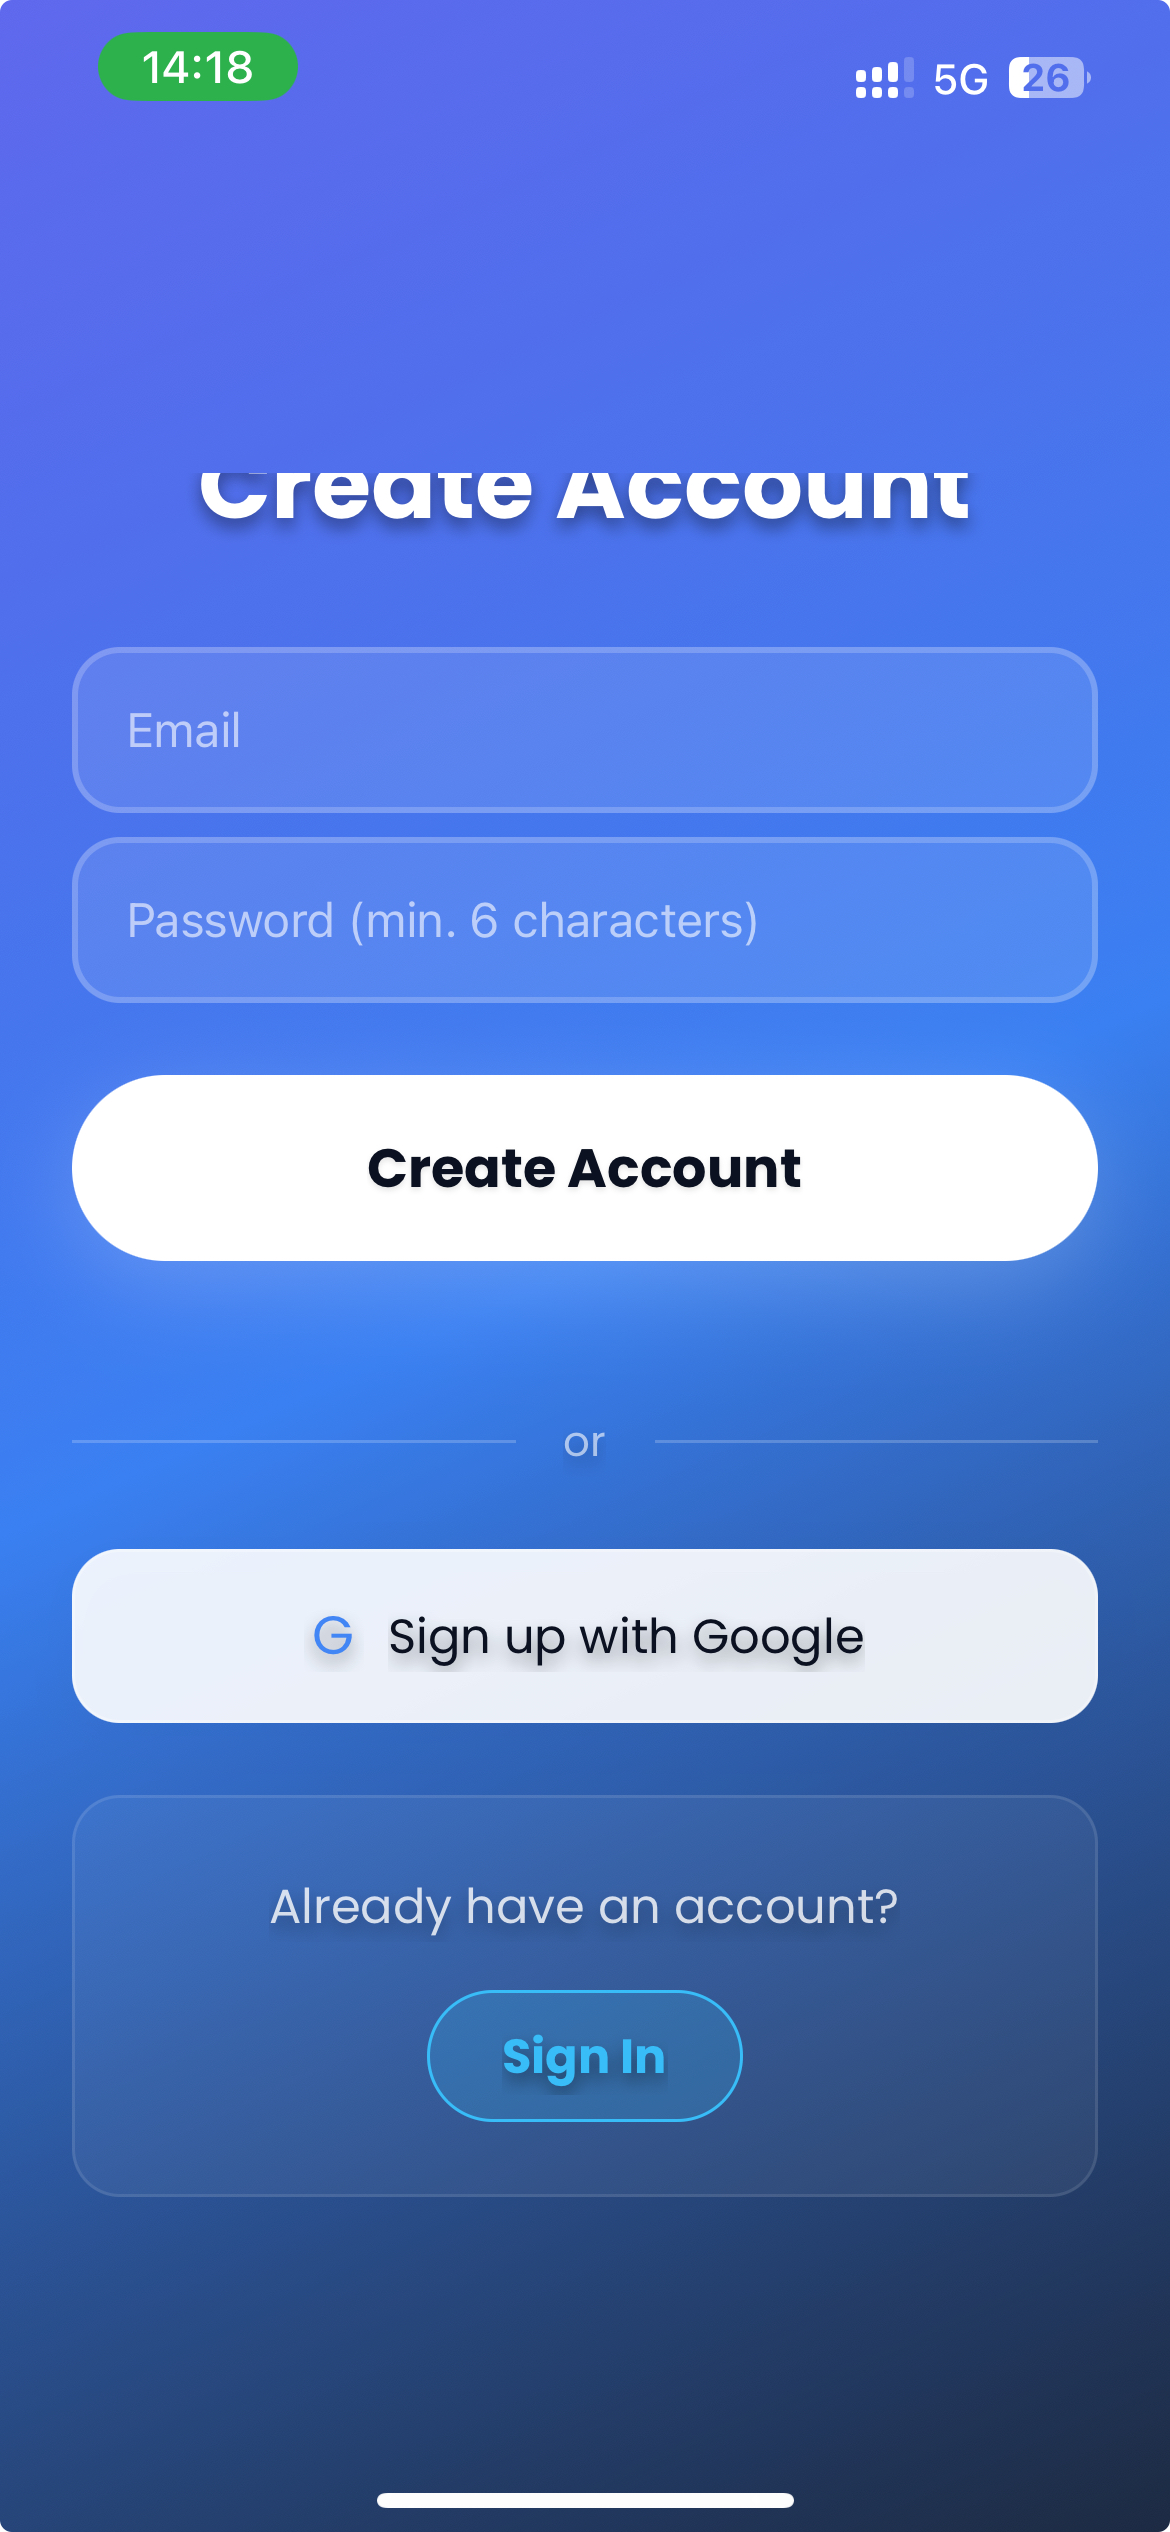 14:18
5G 26
Create Account
Email
Password (min. 6 characters)
Create Account
or
G Sign up with Google
Already have an account?
Sign In